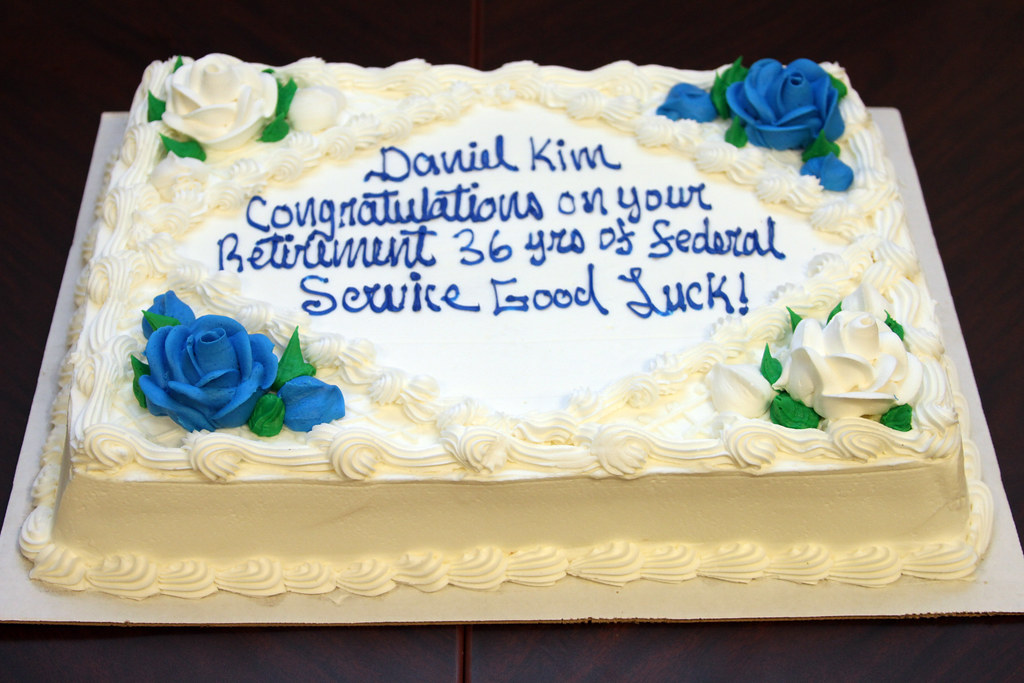 Daniel Kim
Congratulations on your
Retirement 36 yrs of Federal
Service Good Luck!